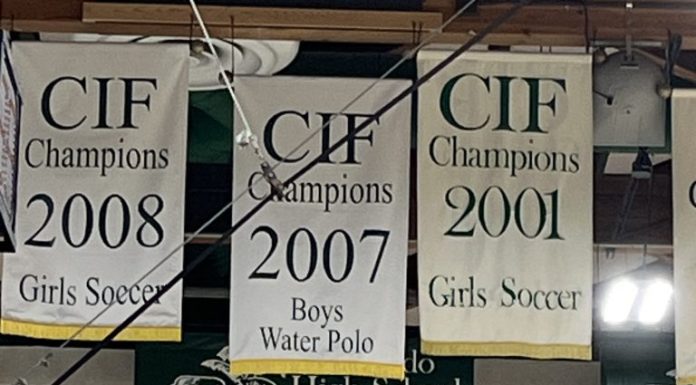 CIF
Champions
2008
Girls Soccer
CIF
Champions
2007
Boys
Water Polo
CIF
Champions
2001
Girls Soccer